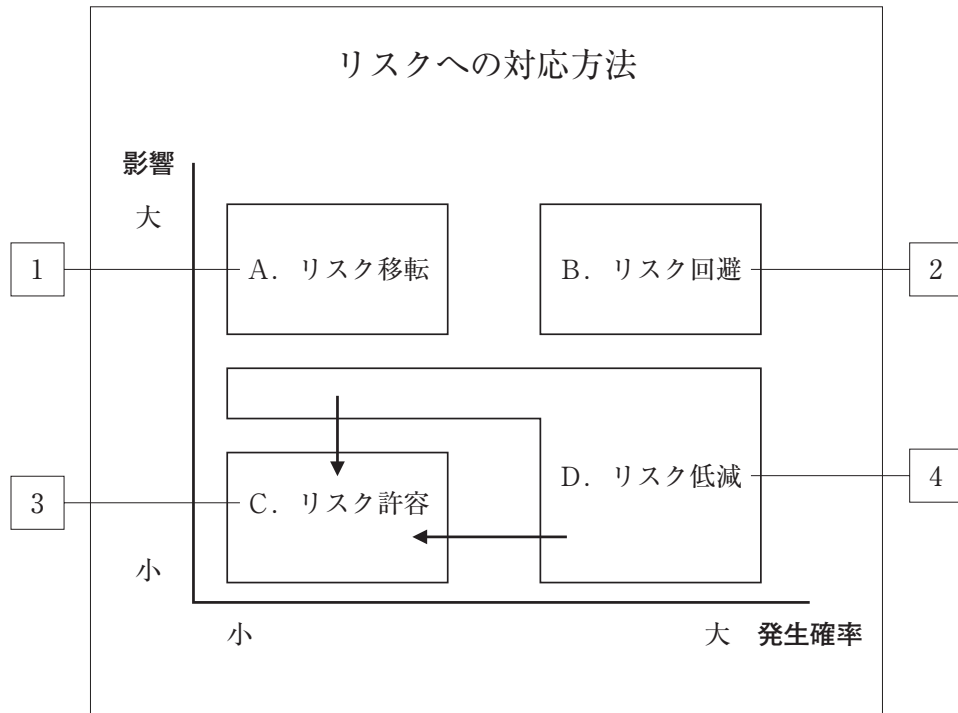 リスクへの対応方法
影響
大
1
A. リスク移転
B. リスク回避
2
3
C. リスク許容
D. リスク低減
4
小
小
大
発生確率